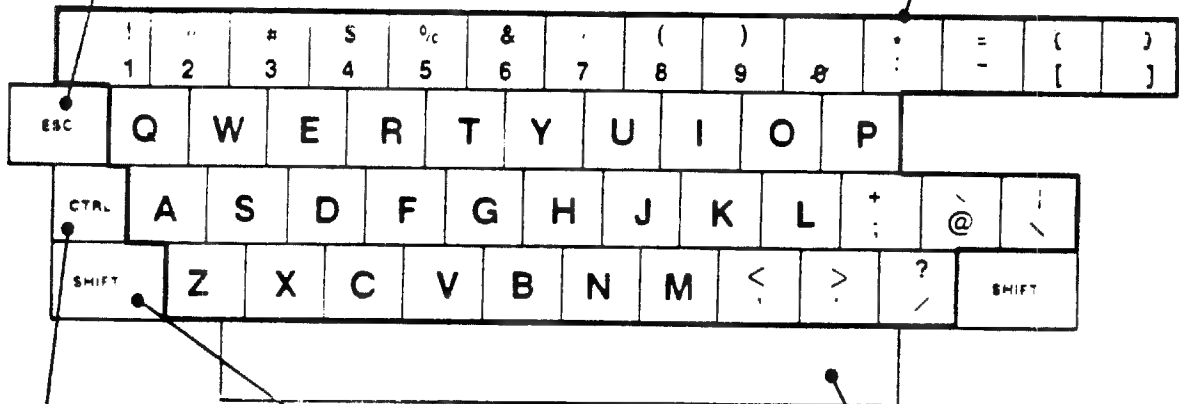 ! " # $ % & ' ( ) * = { }
1 2 3 4 5 6 7 8 9 0 : - [ ]
ESC Q W E R T Y U I O P
+ ` ¦
CTRL A S D F G H J K L ; @ \
< > ?
SHIFT Z X C V B N M , . / SHIFT